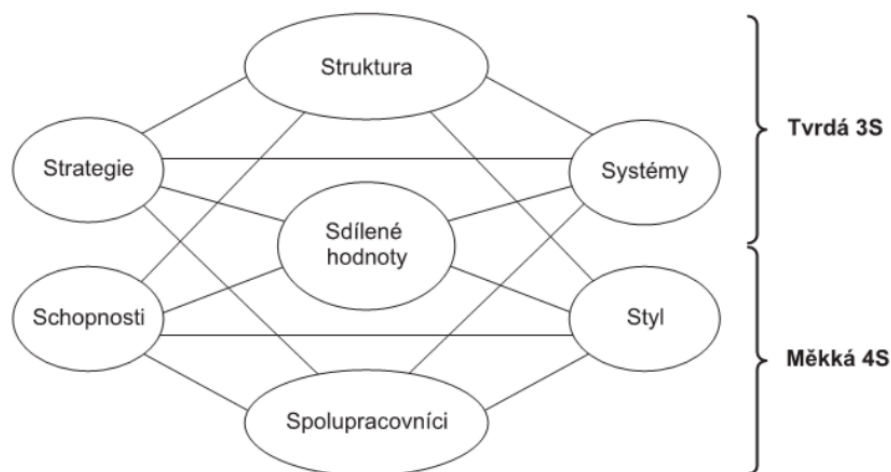 Struktura
Tvrdá 3S
Strategie
Systémy
Sdílené
hodnoty
Schopnosti
Styl
Měkká 4S
Spolupracovníci